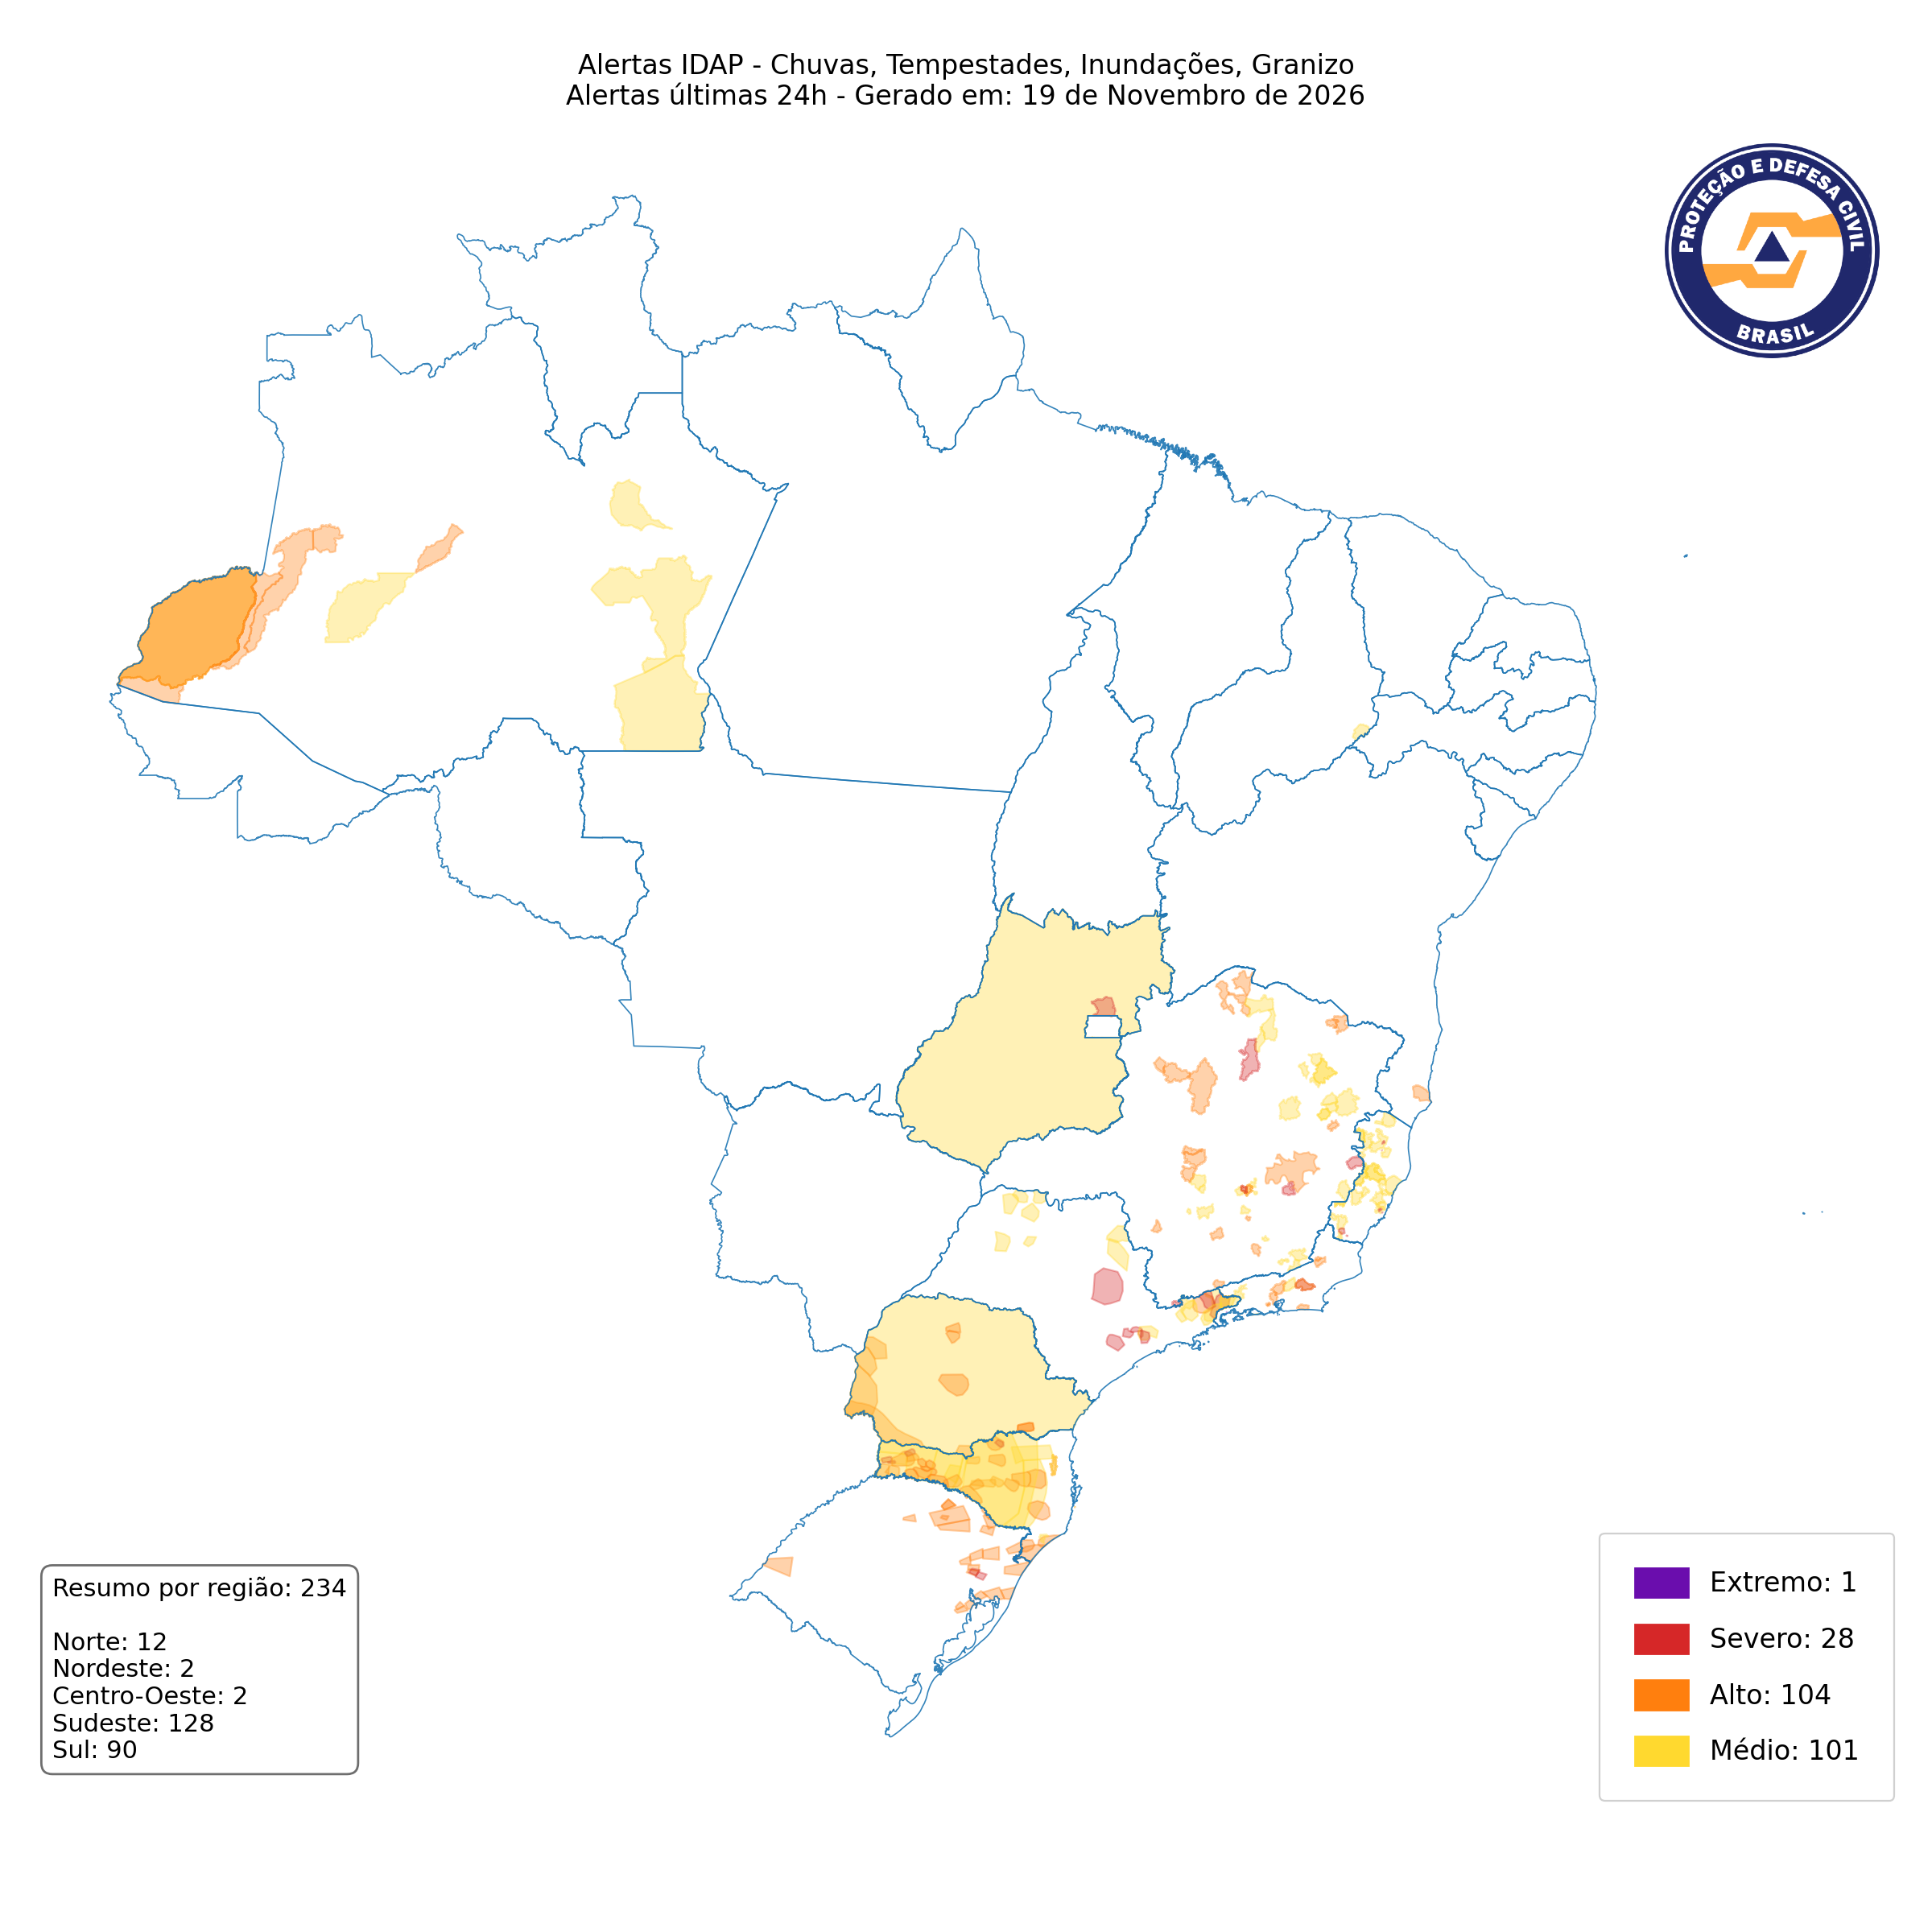 Alertas IDAP - Chuvas, Tempestades, Inundações, Granizo
Alertas últimas 24h - Gerado em: 19 de Novembro de 2026
PROTEÇÃO E DEFESA CIVIL
BRASIL
Resumo por região: 234
Norte: 12
Nordeste: 2
Centro-Oeste: 2
Sudeste: 128
Sul: 90
Extremo: 1
Severo: 28
Alto: 104
Médio: 101